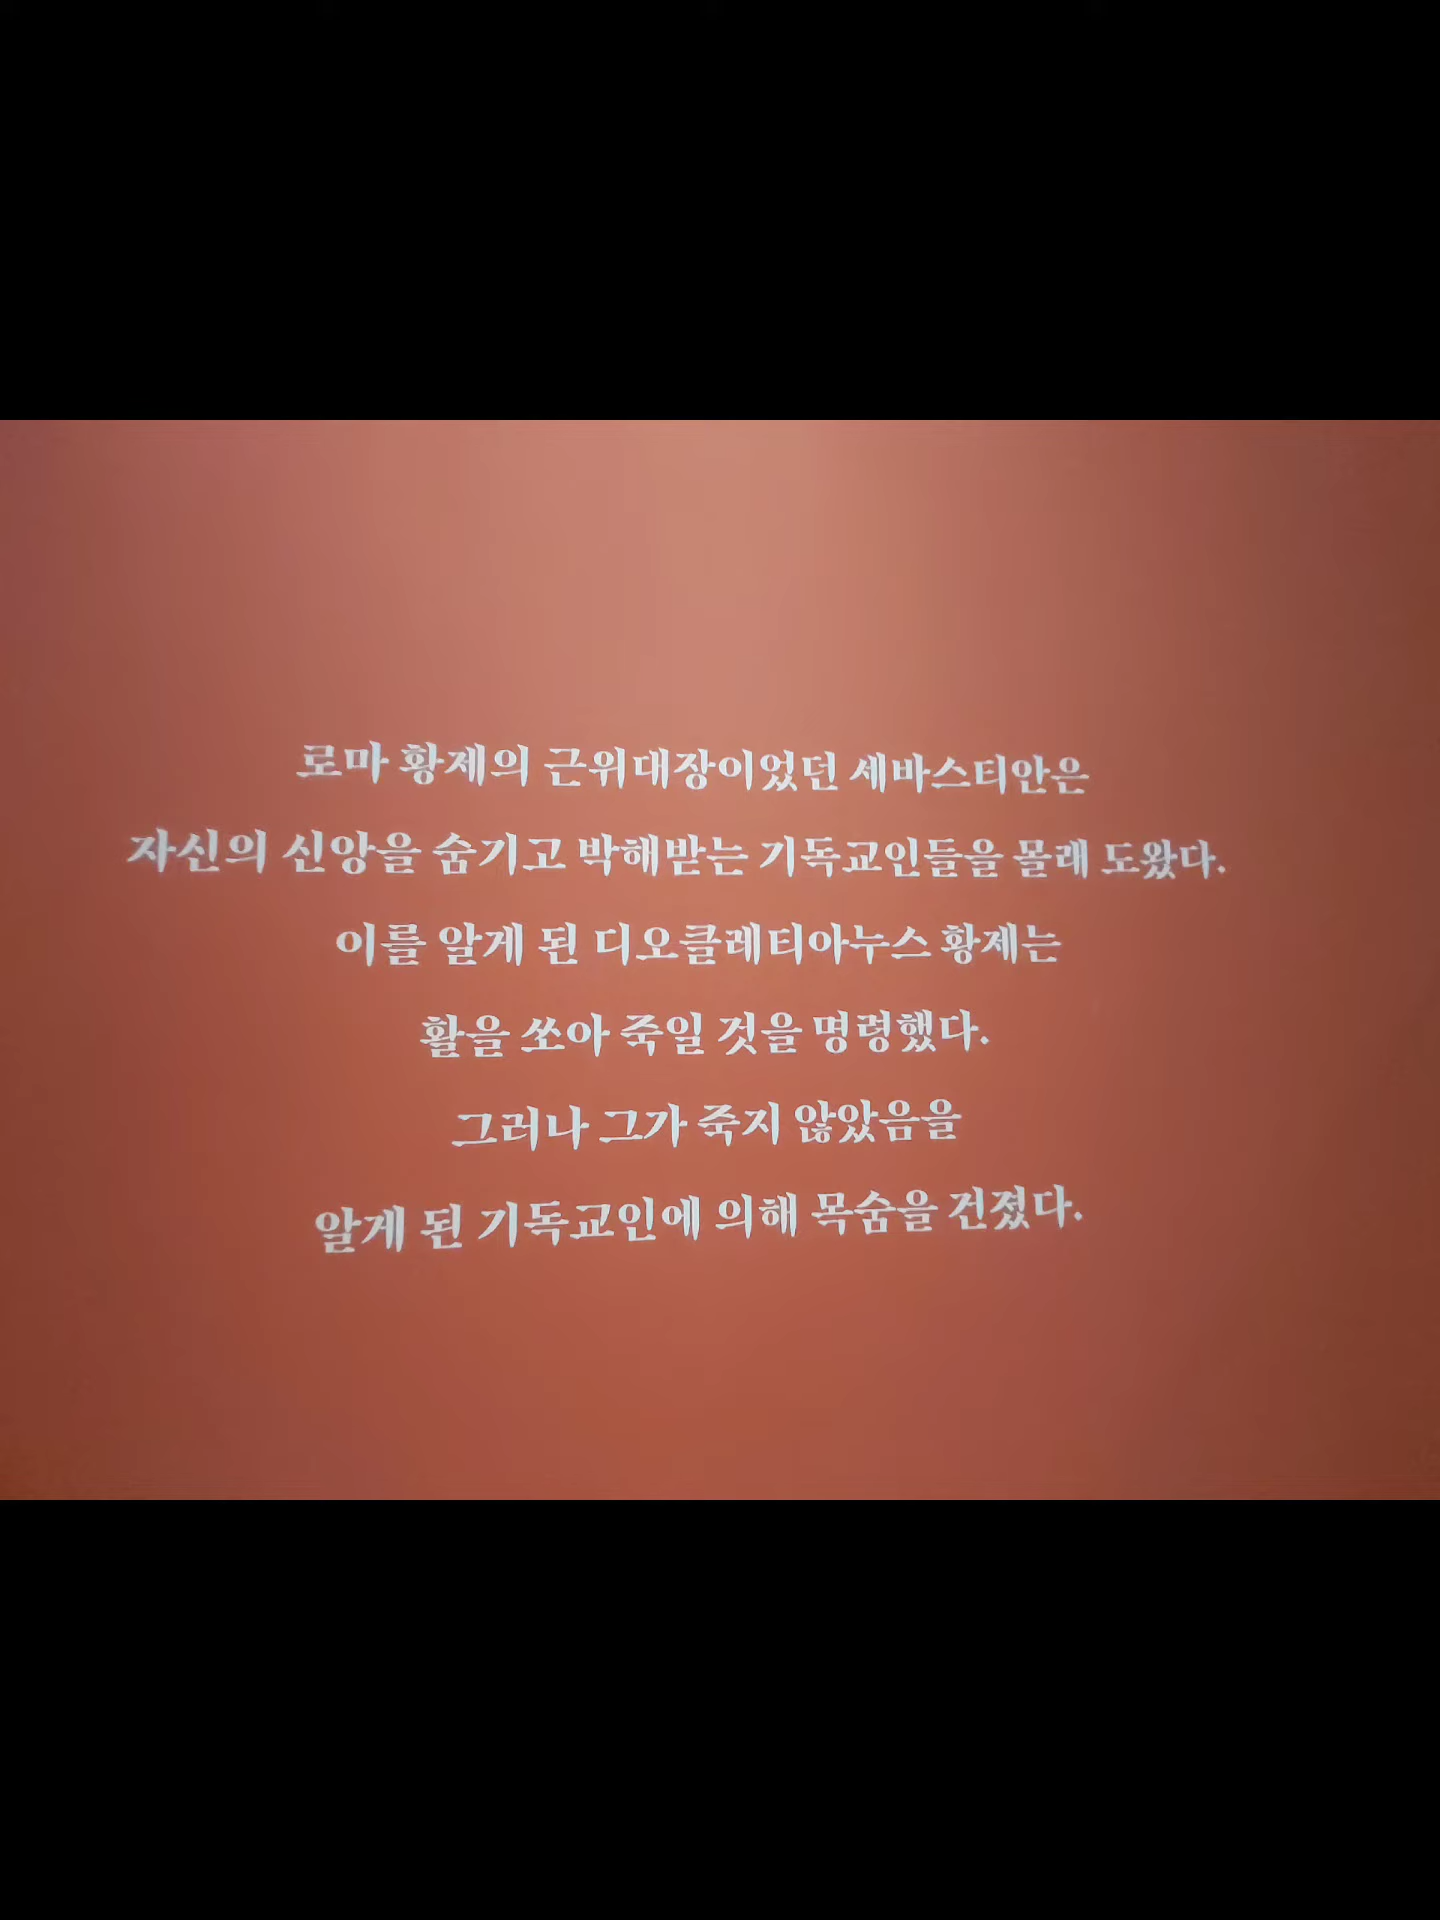 로마 황제의 근위대장이었던 세바스티안은
자신의 신앙을 숨기고 박해받는 기독교인들을 몰래 도왔다.
이를 알게 된 디오클레티아누스 황제는
활을 쏘아 죽일 것을 명령했다.
그러나 그가 죽지 않았음을
알게 된 기독교인에 의해 목숨을 건졌다.